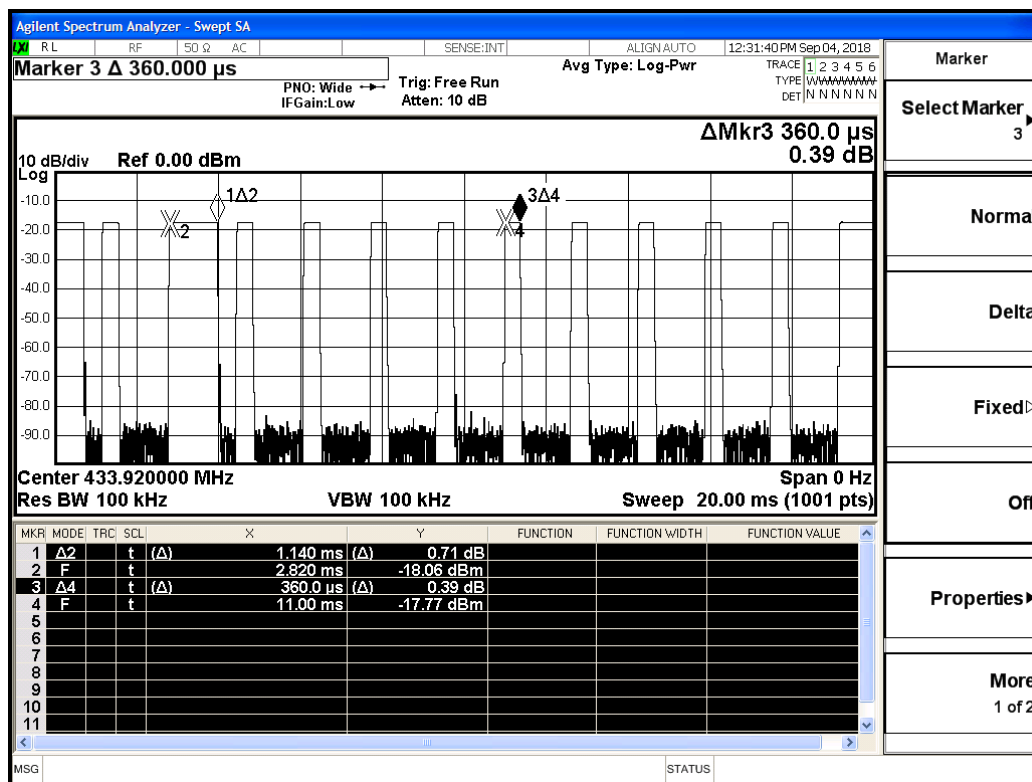 Agilent Spectrum Analyzer - Swept SA
LXI RL RF 50 Ω AC SENSE:INT ALIGN AUTO 12:31:40 PM Sep 04, 2018
Marker 3 Δ 360.000 µs
PNO: Wide
IFGain:Low
Trig: Free Run
Atten: 10 dB
Avg Type: Log-Pwr
TRACE 1 2 3 4 5 6
TYPE WWWWWW
DET N N N N N N
ΔMkr3 360.0 µs
0.39 dB
10 dB/div Ref 0.00 dBm
Log
-10.0
-20.0
-30.0
-40.0
-50.0
-60.0
-70.0
-80.0
-90.0
1Δ2
2
3Δ4
4
Center 433.920000 MHz Span 0 Hz
Res BW 100 kHz VBW 100 kHz Sweep 20.00 ms (1001 pts)
MKR MODE TRC SCL X Y FUNCTION FUNCTION WIDTH FUNCTION VALUE
1 Δ2 t (Δ) 1.140 ms (Δ) 0.71 dB
2 F t 2.820 ms -18.06 dBm
3 Δ4 t (Δ) 360.0 µs (Δ) 0.39 dB
4 F t 11.00 ms -17.77 dBm
5
6
7
8
9
10
11
MSG STATUS
Marker
Select Marker
3
Norma
Delta
Fixed
Off
Properties
More
1 of 2